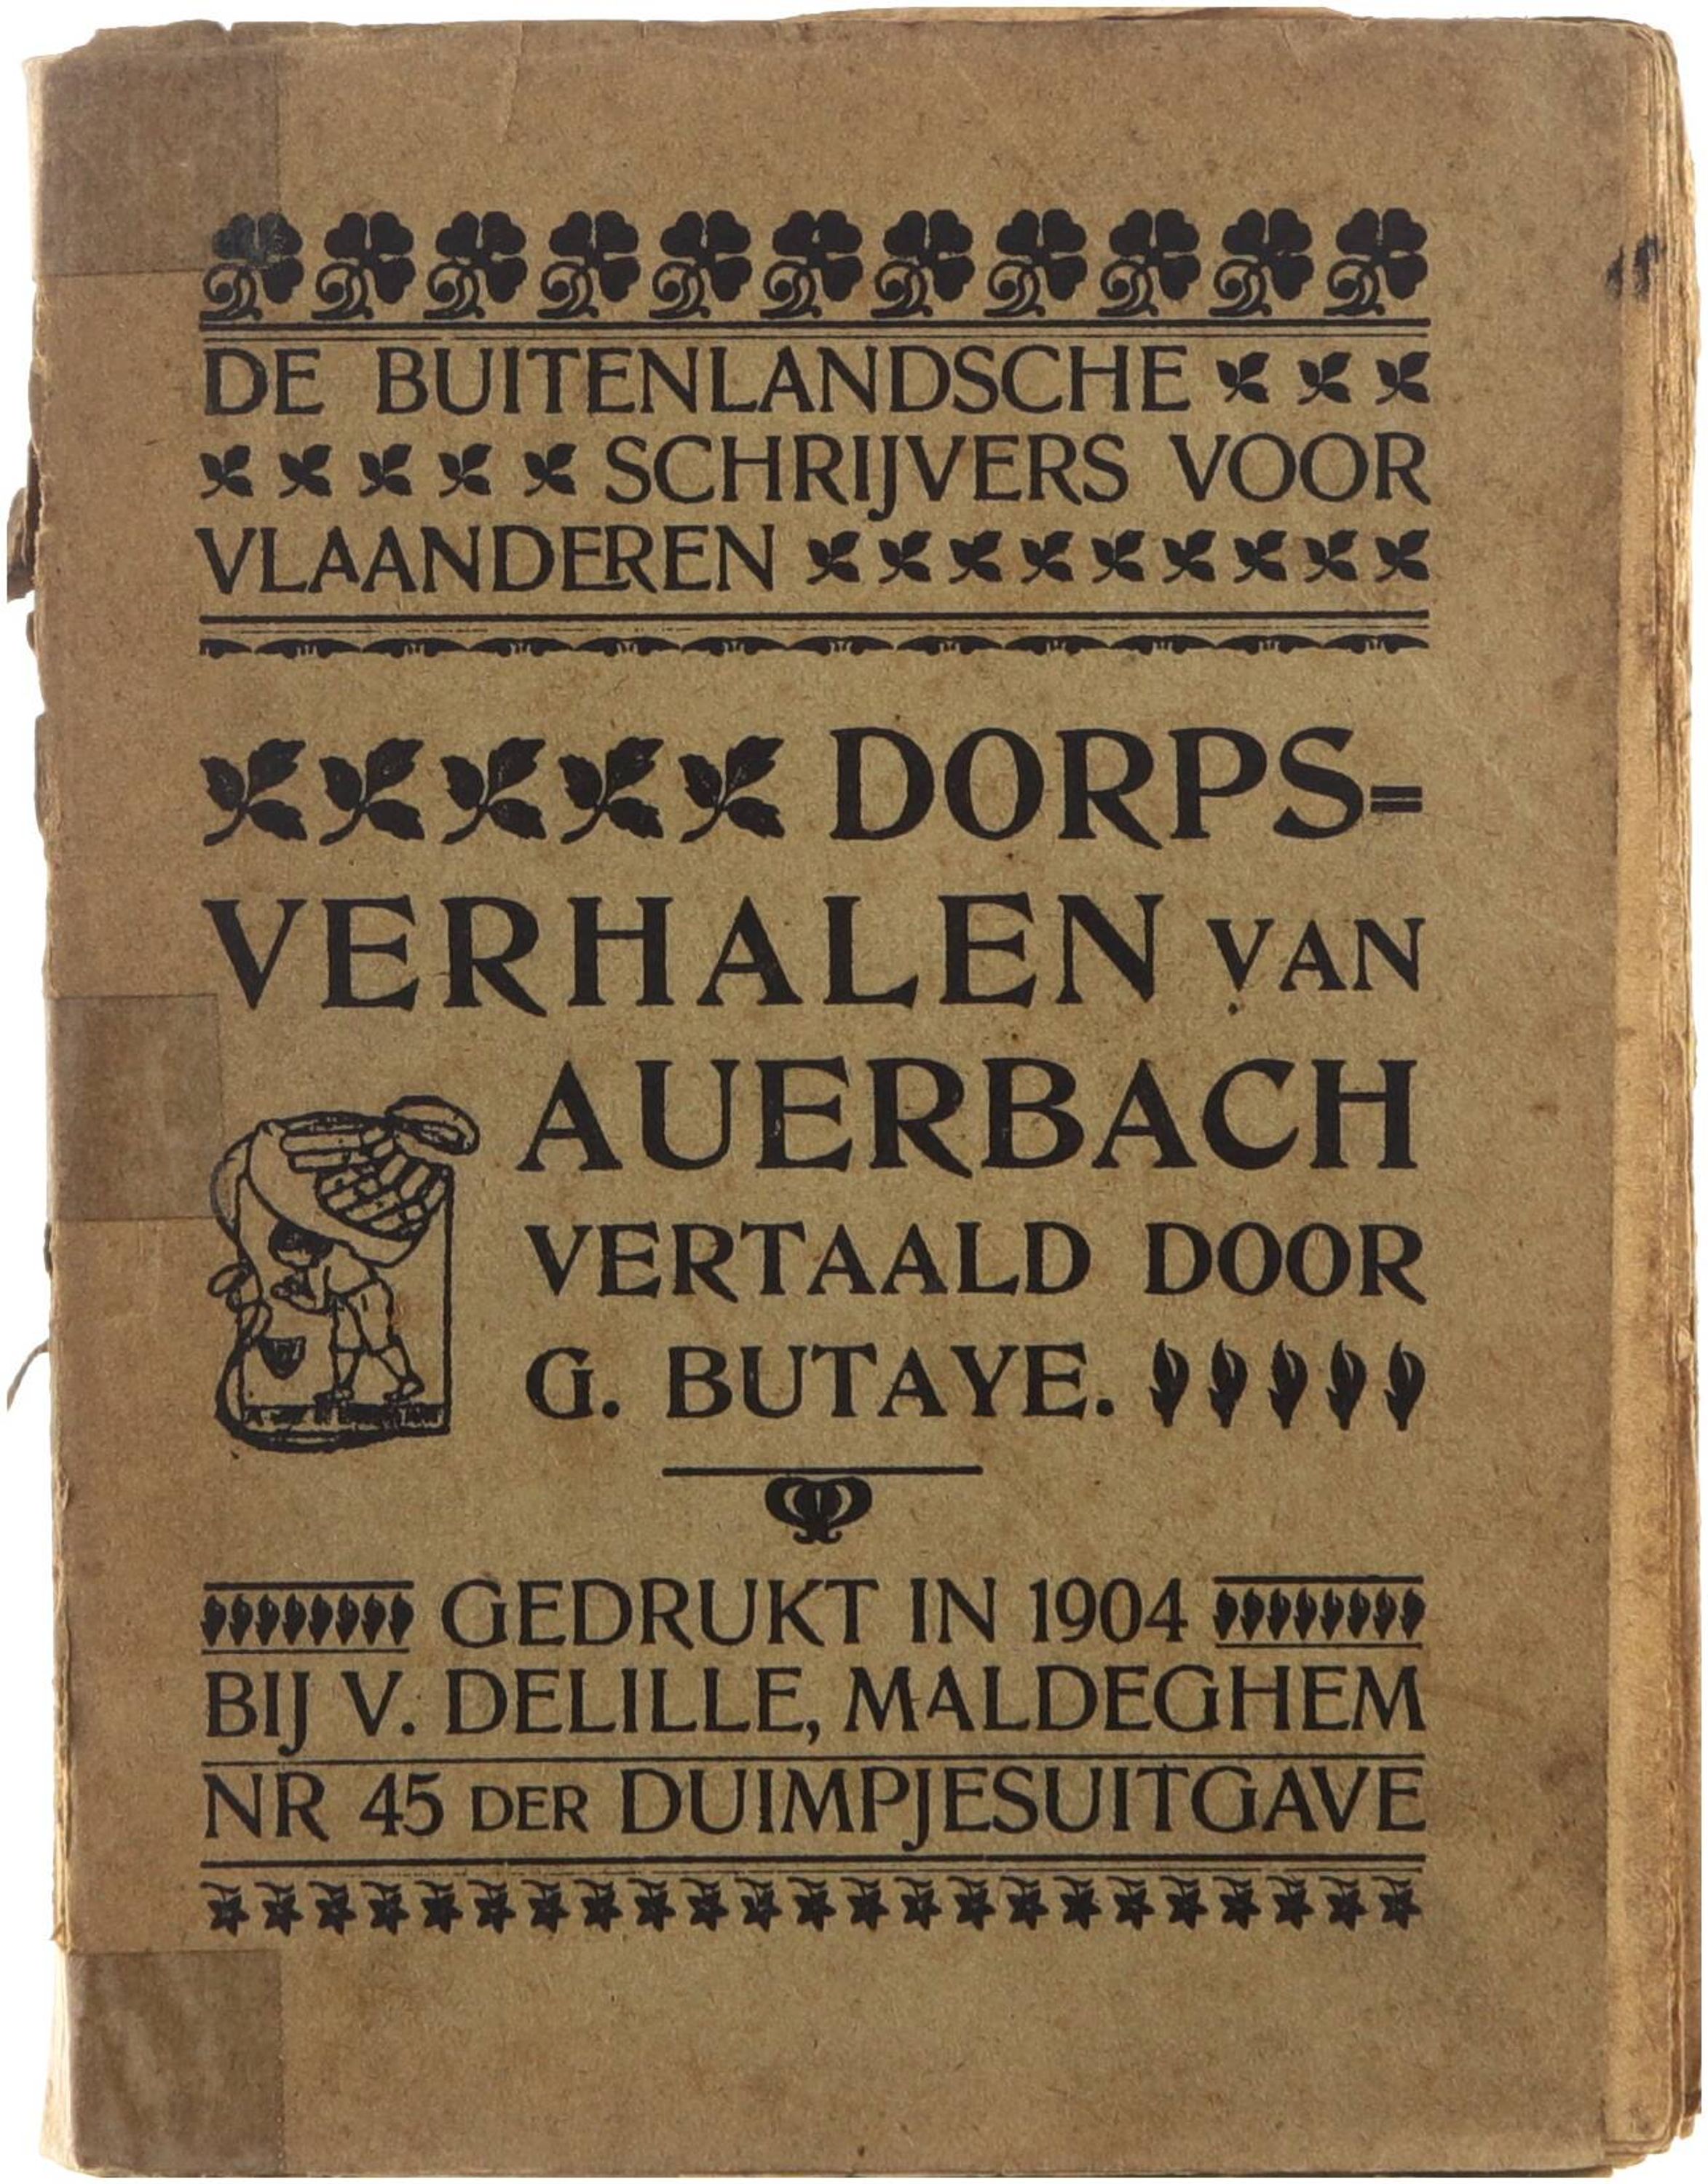 DE BUITENLANDSCHE
SCHRIJVERS VOOR
VLAANDEREN
DORPS=
VERHALEN VAN
AUERBACH
VERTAALD DOOR
G. BUTAYE.
GEDRUKT IN 1904
BIJ V. DELILLE, MALDEGHEM
NR 45 DER DUIMPJESUITGAVE